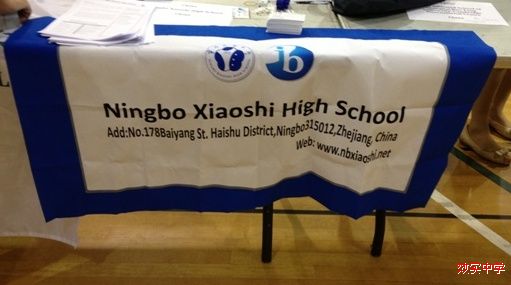 Ningbo Xiaoshi High School
Add:No.178Baiyang St. Haishu District,Ningbo315012,Zhejiang, China
Web: www.nbxiaoshi.net
效实中学